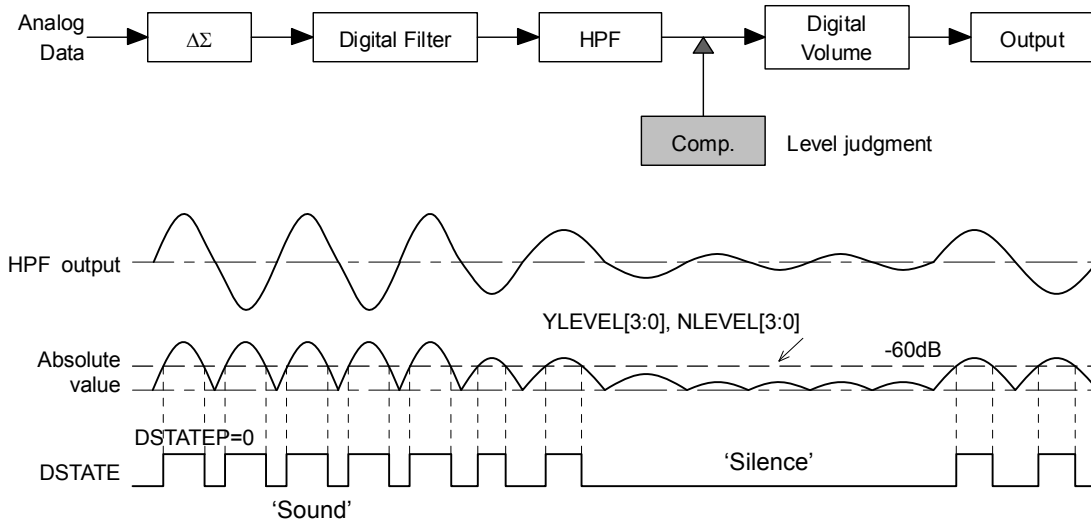 Analog
Data
ΔΣ
Digital Filter
HPF
Digital
Volume
Output
Comp.
Level judgment
HPF output
YLEVEL[3:0], NLEVEL[3:0]
-60dB
Absolute
value
DSTATEP=0
DSTATE
‘Silence’
‘Sound’